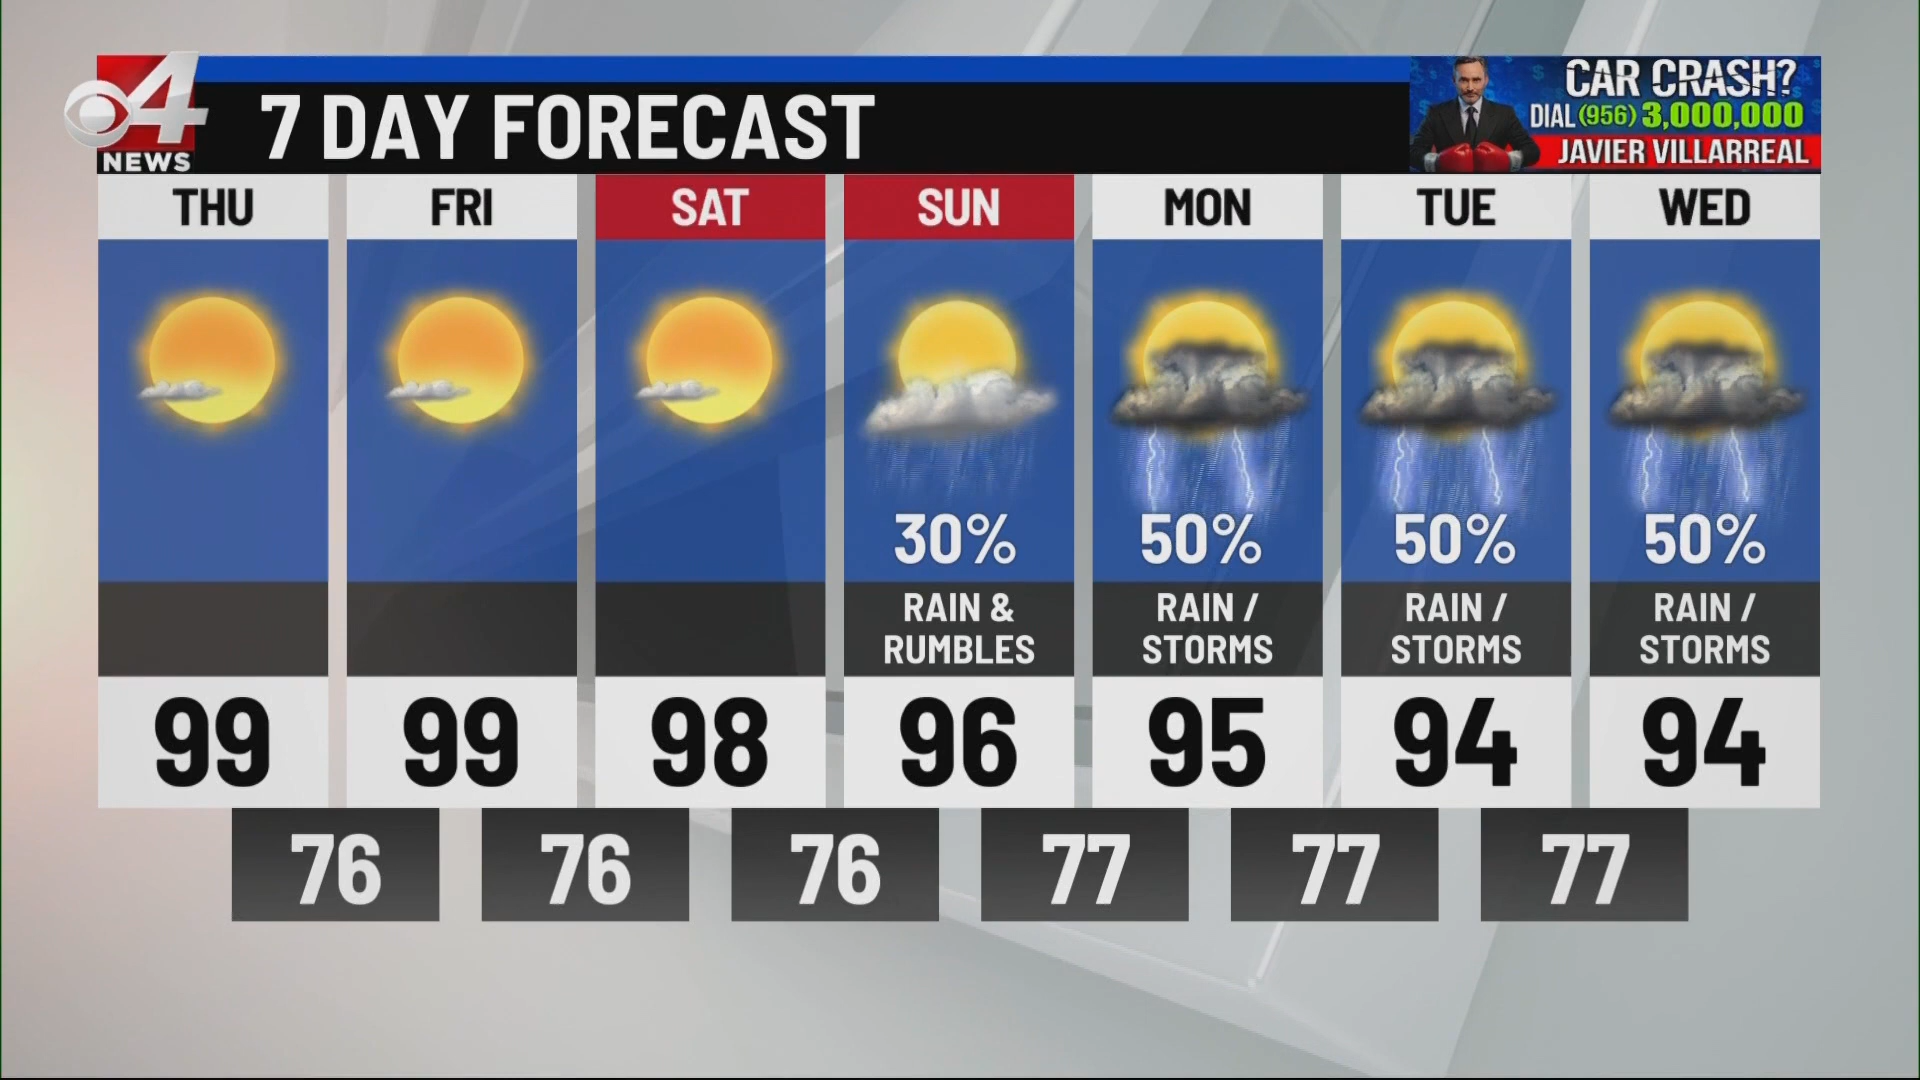 4
NEWS
7 DAY FORECAST
CAR CRASH?
DIAL (956) 3,000,000
JAVIER VILLARREAL
THU FRI SAT SUN MON TUE WED
30% 50% 50% 50%
RAIN & RAIN / RAIN / RAIN /
RUMBLES STORMS STORMS STORMS
99 99 98 96 95 94 94
76 76 76 77 77 77